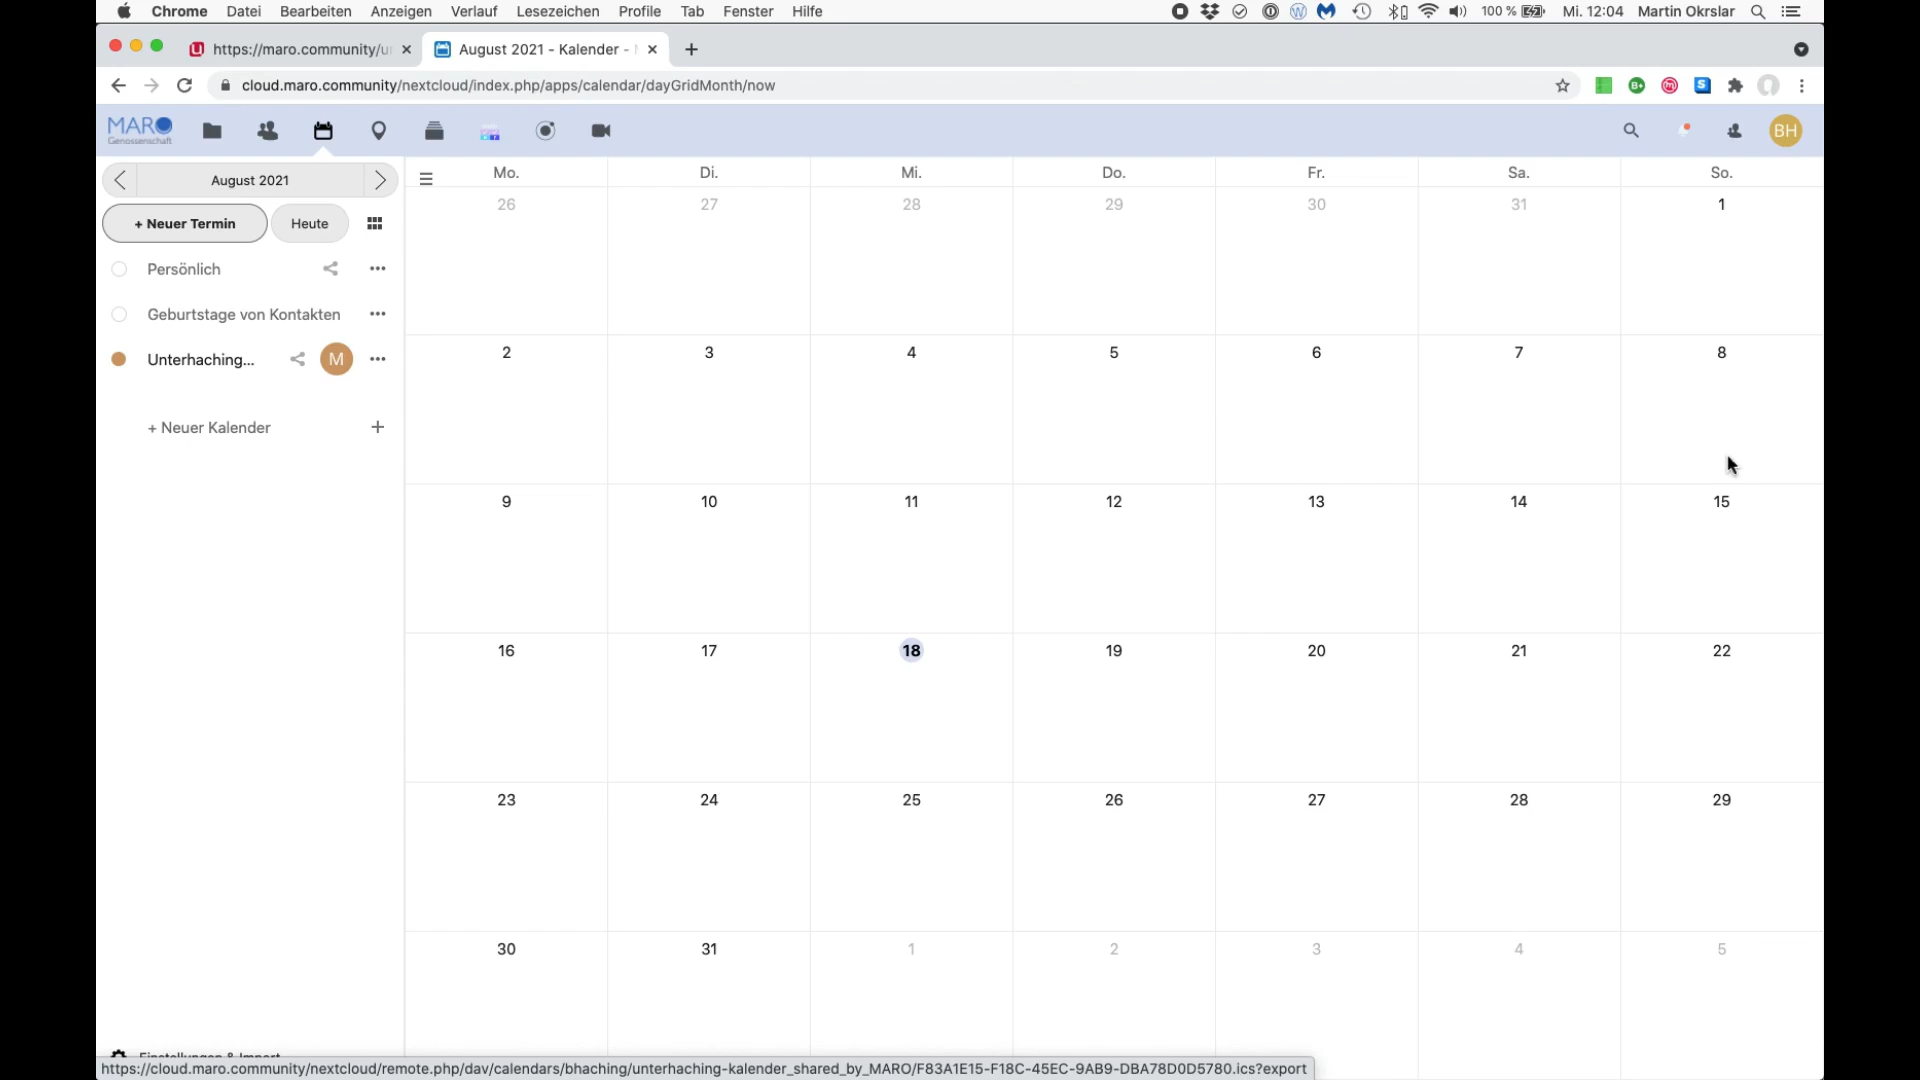 Chrome Datei Bearbeiten Anzeigen Verlauf Lesezeichen Profile Tab Fenster Hilfe 100 % Mi. 12:04 Martin Okrslar
https://maro.community/u August 2021 - Kalender -
cloud.maro.community/nextcloud/index.php/apps/calendar/dayGridMonth/now
MARO
Genossenschaft
BH
August 2021
+ Neuer Termin Heute
Persönlich
Geburtstage von Kontakten
Unterhaching... M
+ Neuer Kalender +
Mo. Di. Mi. Do. Fr. Sa. So.
26 27 28 29 30 31 1
2 3 4 5 6 7 8
9 10 11 12 13 14 15
16 17 18 19 20 21 22
23 24 25 26 27 28 29
30 31 1 2 3 4 5
Einstellungen & Import
https://cloud.maro.community/nextcloud/remote.php/dav/calendars/bhaching/unterhaching-kalender_shared_by_MARO/F83A1E15-F18C-45EC-9AB9-DBA78D0D5780.ics?export